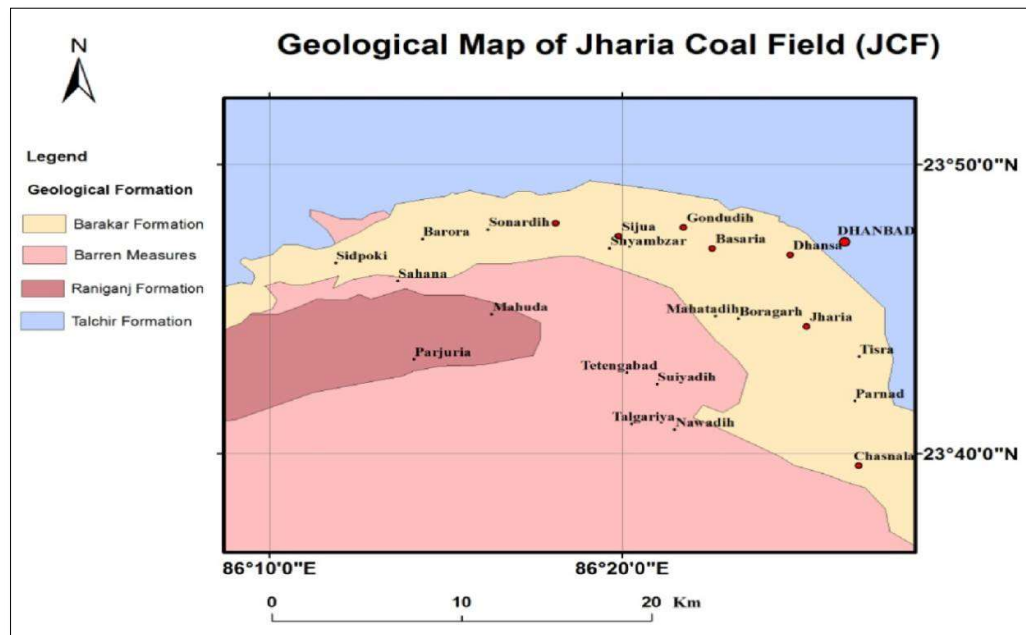 Geological Map of Jharia Coal Field (JCF)
N
Legend
Geological Formation
Barakar Formation
Barren Measures
Raniganj Formation
Talchir Formation
23°50'0"N
Sonardih
Sijua
Gondudih
DHANBAD
Barora
Shyambzar
Basaria
Dhansa
Sidpoki
Sahana
Mahuda
Mahatadih
Boragarh
Jharia
Parjuria
Tetengabad
Suiyadih
Tisra
Parnad
Talgariya
Nawadih
23°40'0"N
Chasnala
86°10'0"E
86°20'0"E
0 10 20 Km